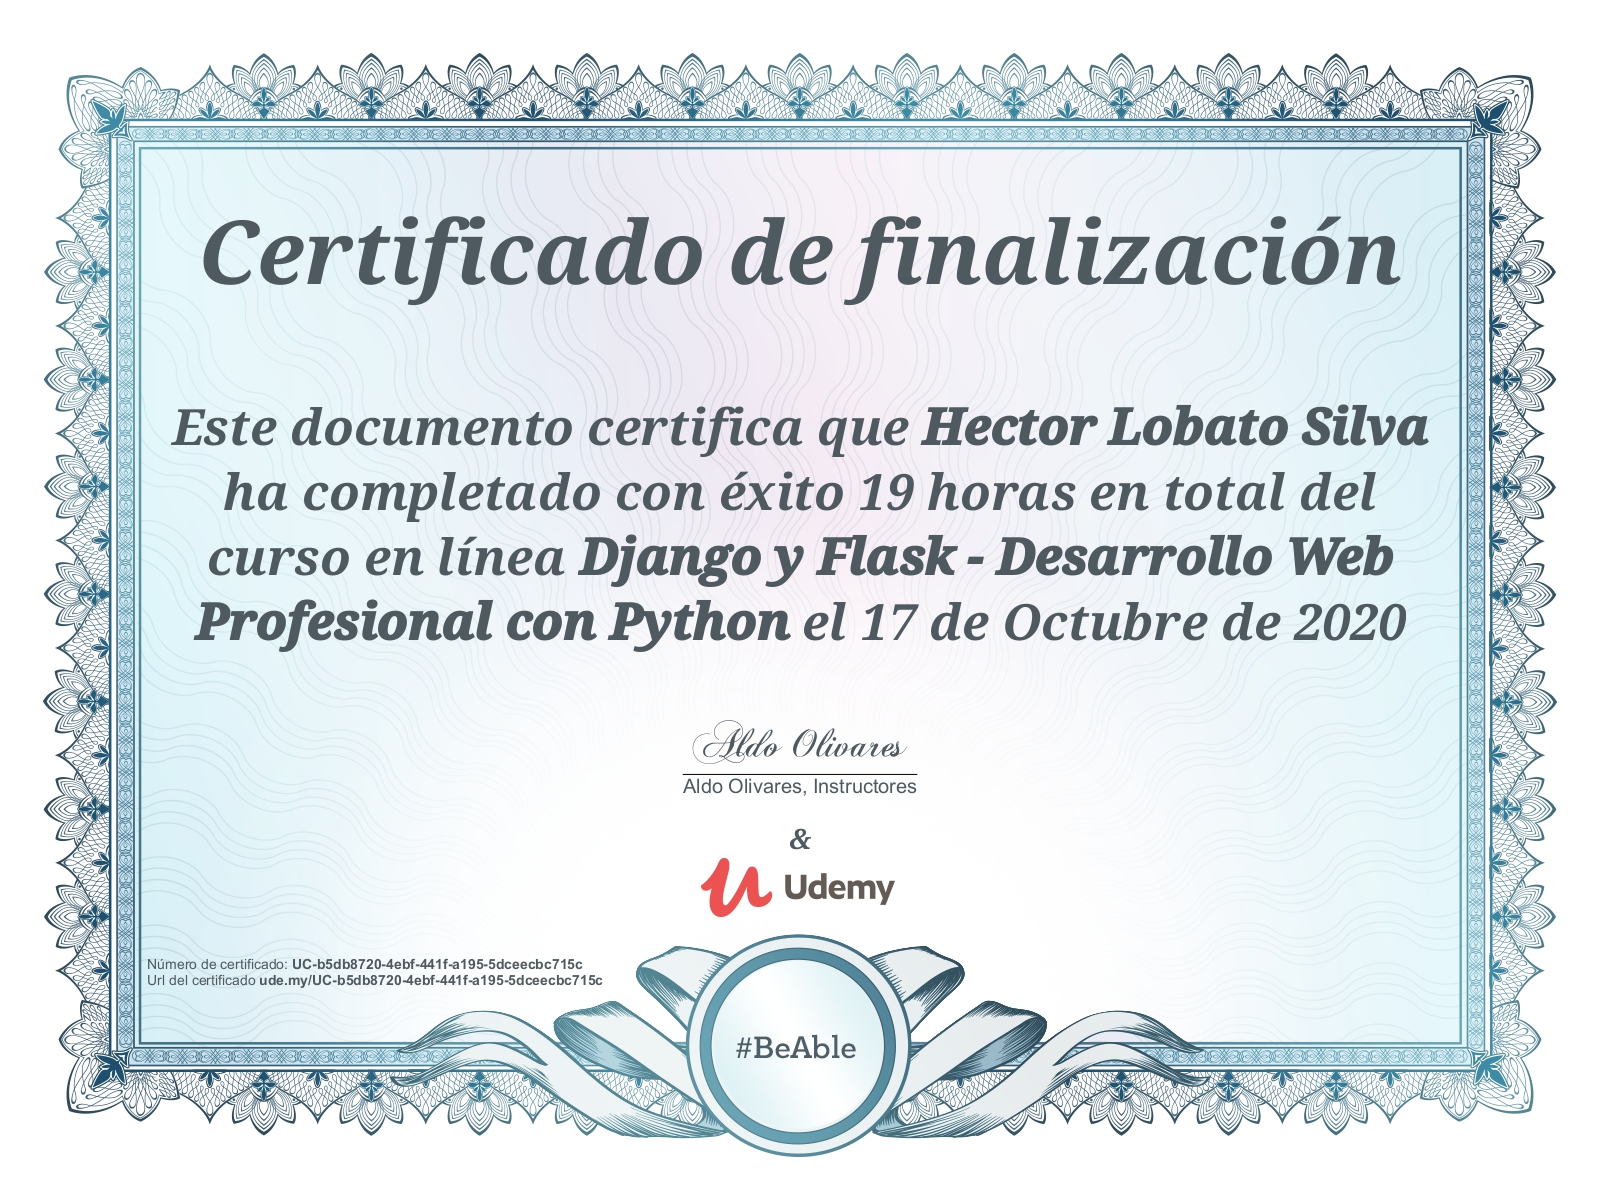 Certificado de finalización
Este documento certifica que Hector Lobato Silva
ha completado con éxito 19 horas en total del
curso en línea Django y Flask - Desarrollo Web
Profesional con Python el 17 de Octubre de 2020
Aldo Olivares
Aldo Olivares, Instructores
&
Udemy
Número de certificado: UC-b5db8720-4ebf-441f-a195-5dceecbc715c
Url del certificado ude.my/UC-b5db8720-4ebf-441f-a195-5dceecbc715c
#BeAble